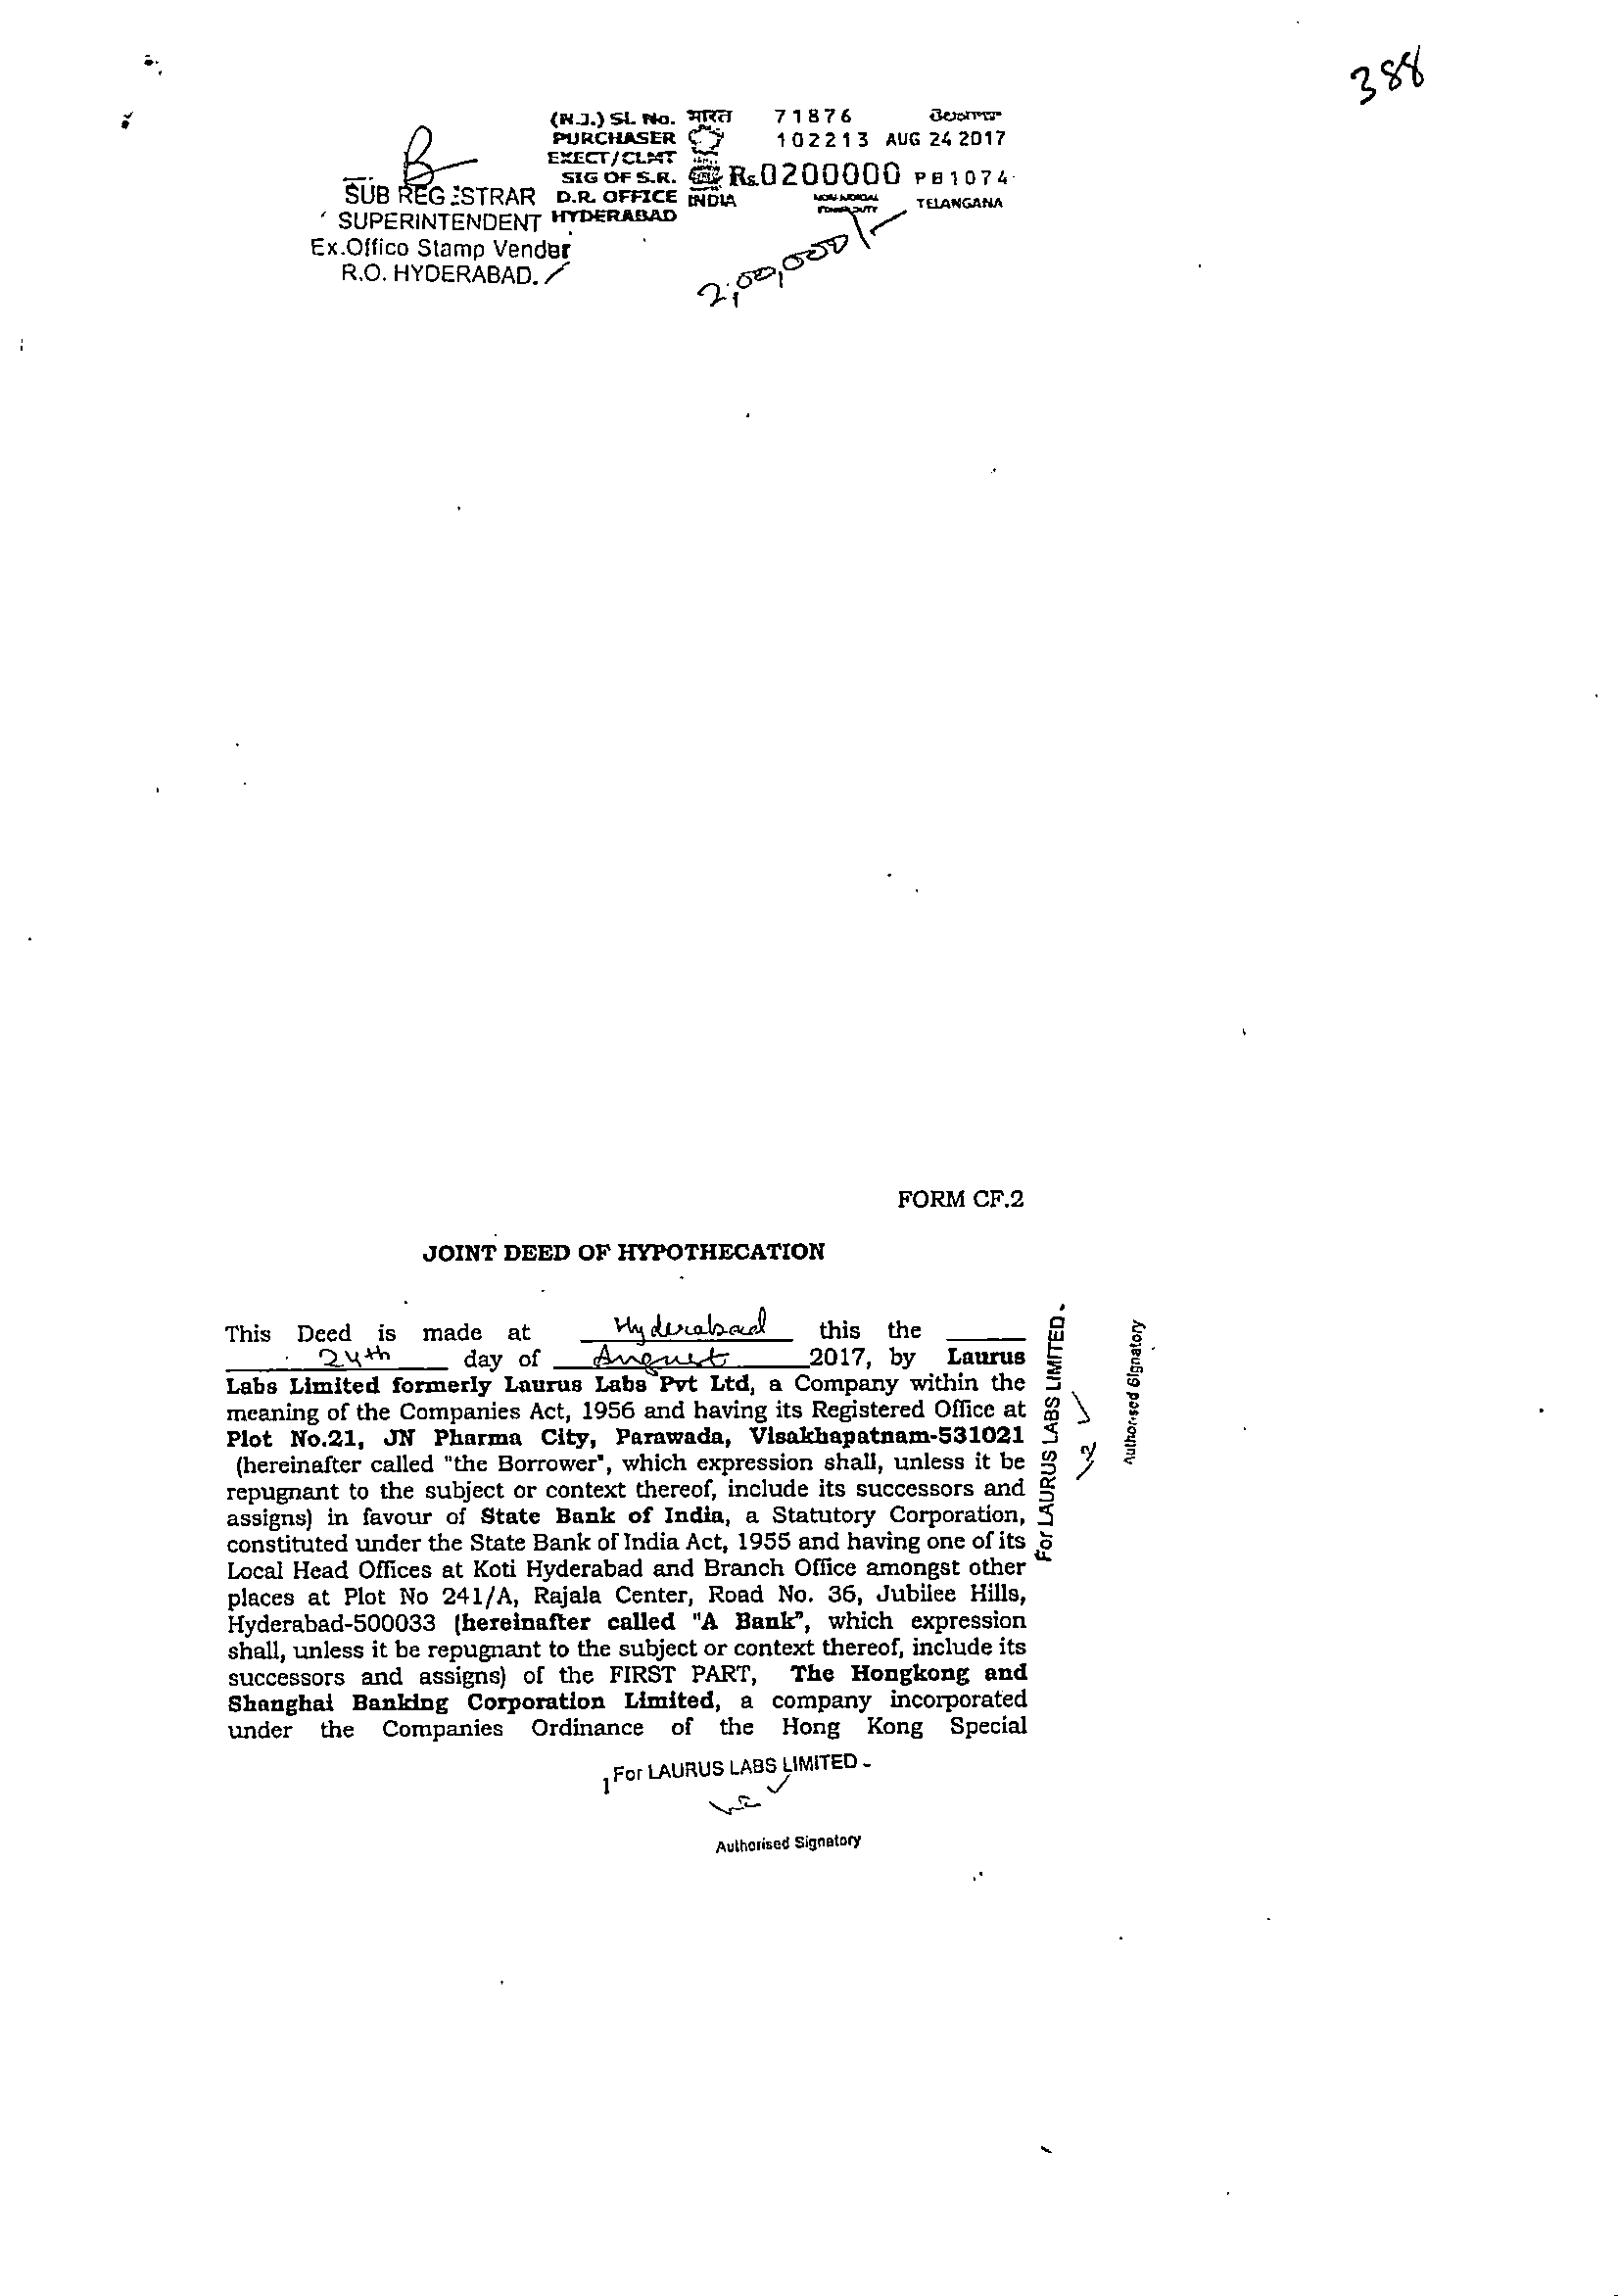 388
(N.J.) SL. No. भारत 71876 తెలంగాణ
PURCHASER 102213 AUG 24 2017
EXECT/CLMT
SIG OF S.R. Rs.0200000 PB1074
SUB REGISTRAR D.R. OFFICE INDIA NON JUDICIAL TELANGANA
SUPERINTENDENT HYDERABAD
Ex.Offico Stamp Vendor
R.O. HYDERABAD.
2,00,000/-
FORM CF.2
JOINT DEED OF HYPOTHECATION
This Deed is made at Hyderabad this the
24th day of August 2017, by Laurus
Labs Limited formerly Laurus Labs Pvt Ltd, a Company within the
meaning of the Companies Act, 1956 and having its Registered Office at
Plot No.21, JN Pharma City, Parawada, Visakhapatnam-531021
(hereinafter called "the Borrower", which expression shall, unless it be
repugnant to the subject or context thereof, include its successors and
assigns) in favour of State Bank of India, a Statutory Corporation,
constituted under the State Bank of India Act, 1955 and having one of its
Local Head Offices at Koti Hyderabad and Branch Office amongst other
places at Plot No 241/A, Rajala Center, Road No. 36, Jubilee Hills,
Hyderabad-500033 (hereinafter called "A Bank", which expression
shall, unless it be repugnant to the subject or context thereof, include its
successors and assigns) of the FIRST PART, The Hongkong and
Shanghai Banking Corporation Limited, a company incorporated
under the Companies Ordinance of the Hong Kong Special
For LAURUS LABS LIMITED.
Authorised Signatory
1
For LAURUS LABS LIMITED -
Authorised Signatory